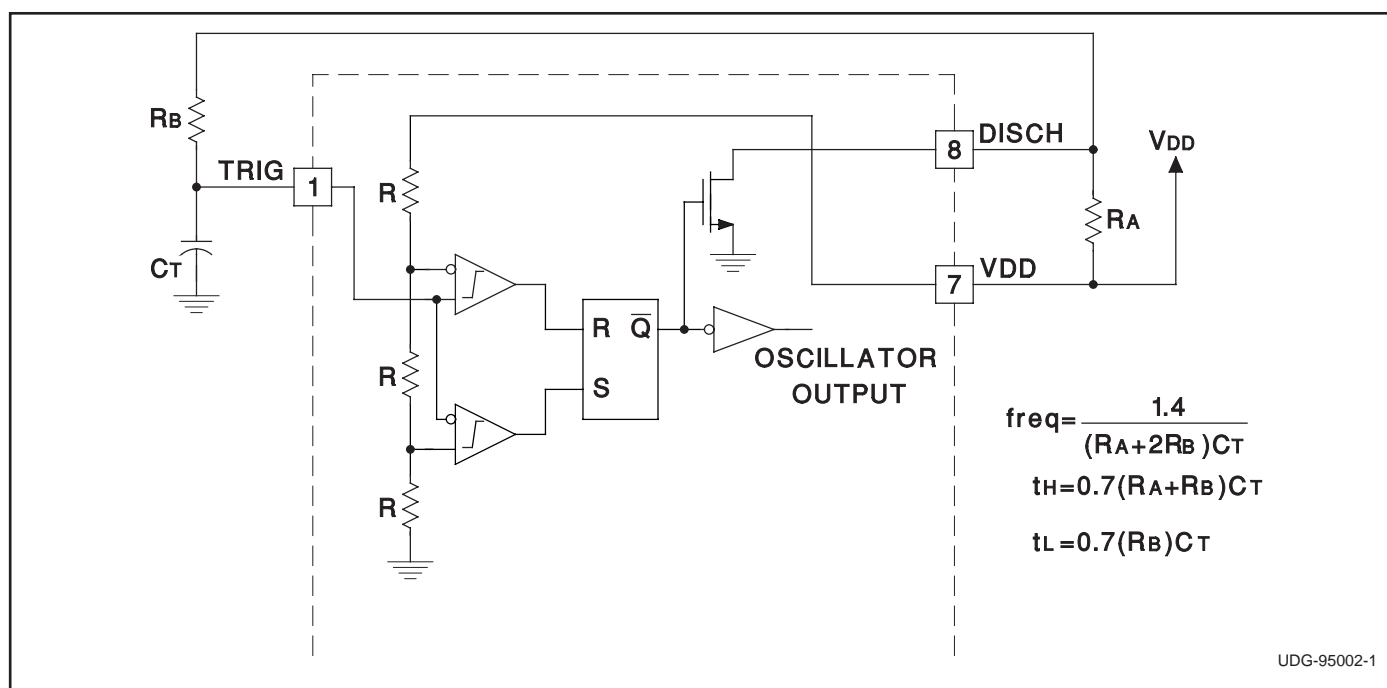 RB
TRIG
1
CT
R
R
R
R Q̅
S
8
DISCH
VDD
RA
7
VDD
OSCILLATOR
OUTPUT
freq=1.4/(RA+2RB)CT
tH=0.7(RA+RB)CT
tL=0.7(RB)CT
UDG-95002-1